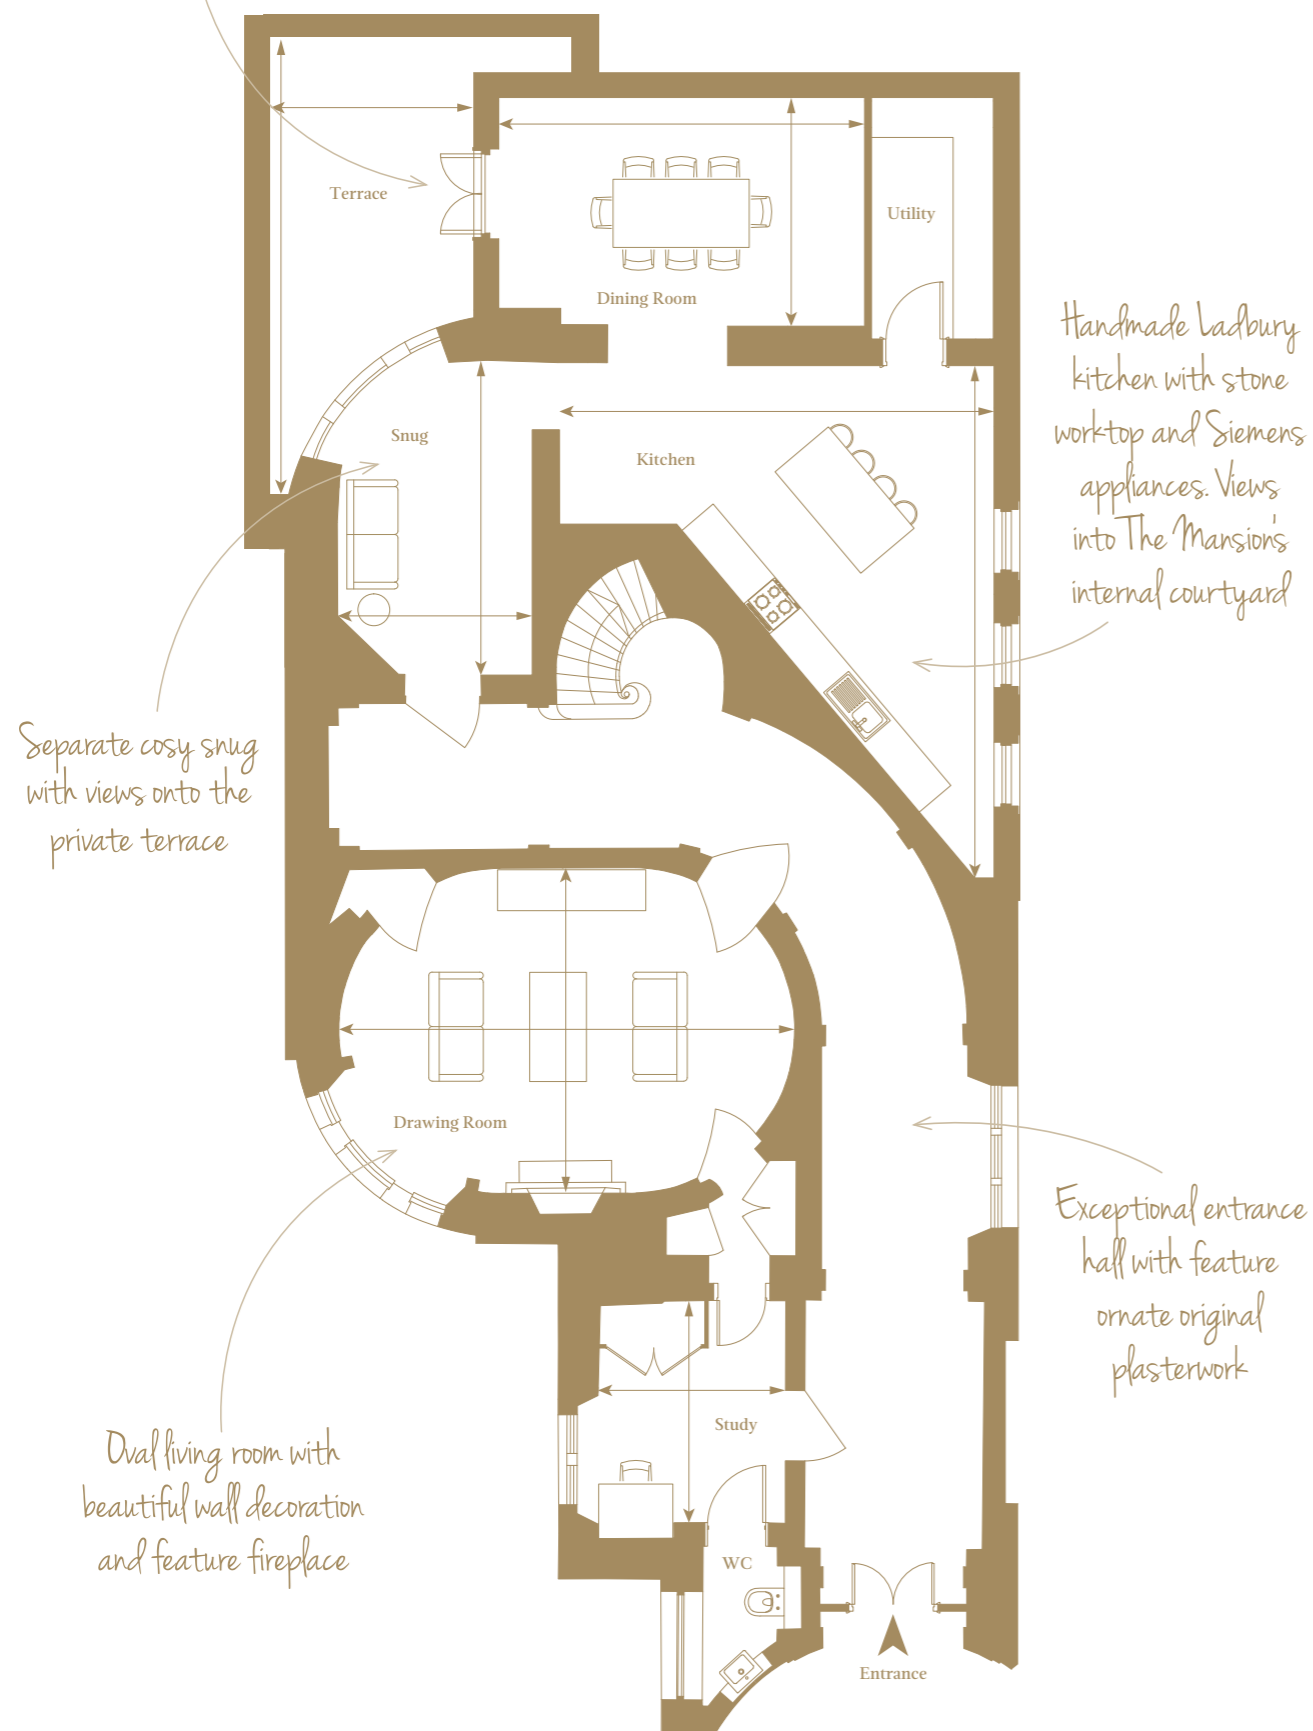 Terrace
Utility
Dining Room
Handmade Ladbury
kitchen with stone
worktop and Siemens
appliances. Views
into The Mansion's
internal courtyard
Snug
Kitchen
Separate cosy snug
with views onto the
private terrace
Drawing Room
Exceptional entrance
hall with feature
ornate original
plasterwork
Oval living room with
beautiful wall decoration
and feature fireplace
Study
WC
Entrance